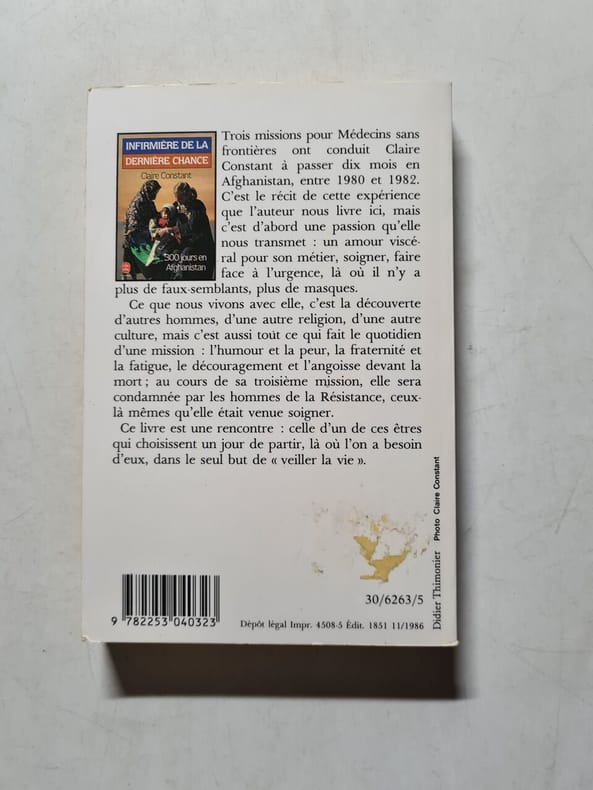 INFIRMIÈRE DE LA
DERNIÈRE CHANCE
Claire Constant
300 jours en
Afghanistan
Trois missions pour Médecins sans
frontières ont conduit Claire
Constant à passer dix mois en
Afghanistan, entre 1980 et 1982.
C'est le récit de cette expérience
que l'auteur nous livre ici, mais
c'est d'abord une passion qu'elle
nous transmet : un amour viscé-
ral pour son métier, soigner, faire
face à l'urgence, là où il n'y a
plus de faux-semblants, plus de masques.
Ce que nous vivons avec elle, c'est la découverte
d'autres hommes, d'une autre religion, d'une autre
culture, mais c'est aussi tout ce qui fait le quotidien
d'une mission : l'humour et la peur, la fraternité et
la fatigue, le découragement et l'angoisse devant la
mort ; au cours de sa troisième mission, elle sera
condamnée par les hommes de la Résistance, ceux-
là mêmes qu'elle était venue soigner.
Ce livre est une rencontre : celle d'un de ces êtres
qui choisissent un jour de partir, là où l'on a besoin
d'eux, dans le seul but de « veiller la vie ».
Didier Thimonier Photo Claire Constant
30/6263/5
9 782253 040323
Dépôt légal Impr. 4508-5 Édit. 1851 11/1986